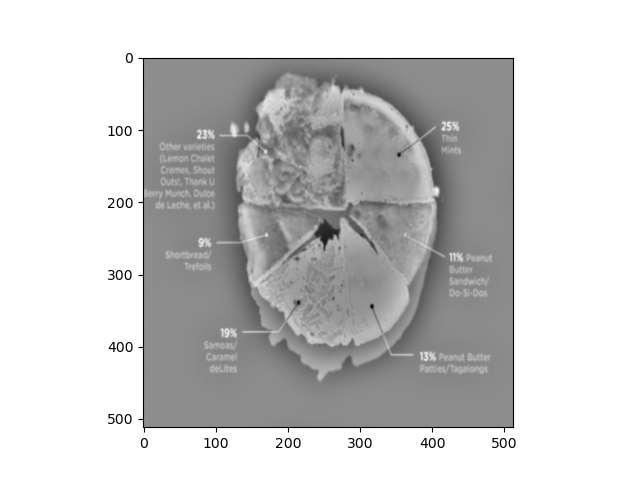 0
100
200
300
400
500
0
100
200
300
400
500
23%
Other varieties
(Lemon Chalet
Cremes, Shout
Outs!, Thank U
Berry Munch, Dulce
de Leche, et al.)
25%
Thin
Mints
9%
Shortbread/
Trefoils
11% Peanut
Butter
Sandwich/
Do-Si-Dos
19%
Samoas/
Caramel
deLites
13% Peanut Butter
Patties/Tagalongs